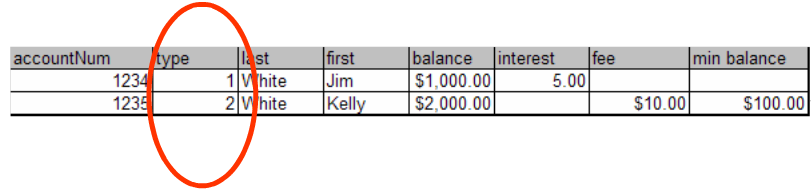 accountNum type last first balance interest fee min balance
1234 1 White Jim $1,000.00 5.00
1235 2 White Kelly $2,000.00 $10.00 $100.00